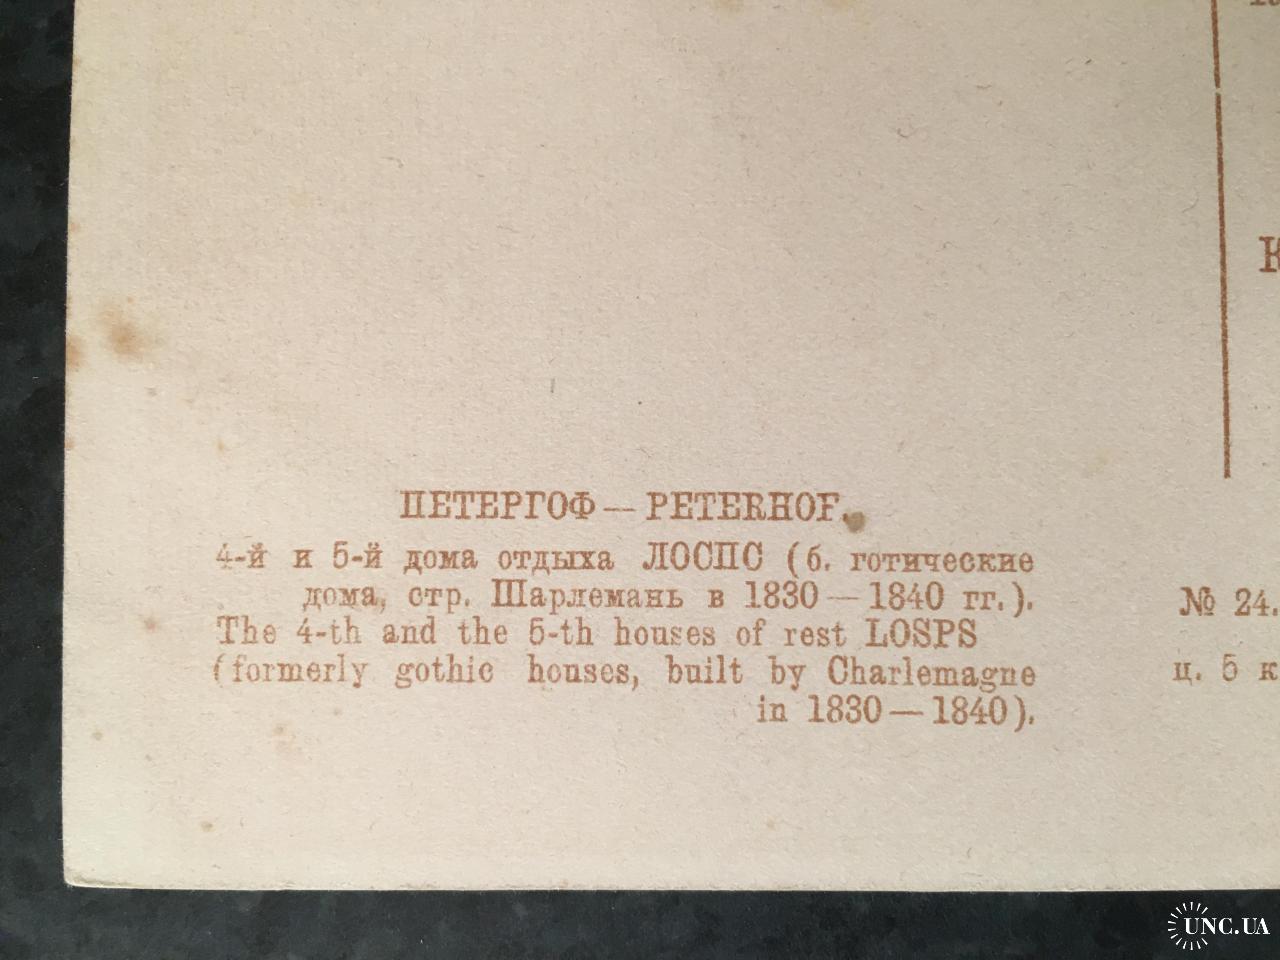 ПЕТЕРГОФ — PETERHOF.
4-й и 5-й дома отдыха ЛОСПС (б. готические
дома, стр. Шарлемань в 1830 — 1840 гг.).
The 4-th and the 5-th houses of rest LOSPS
(formerly gothic houses, built by Charlemagne
in 1830 — 1840).
№ 24.
ц. 5 к
UNC.UA